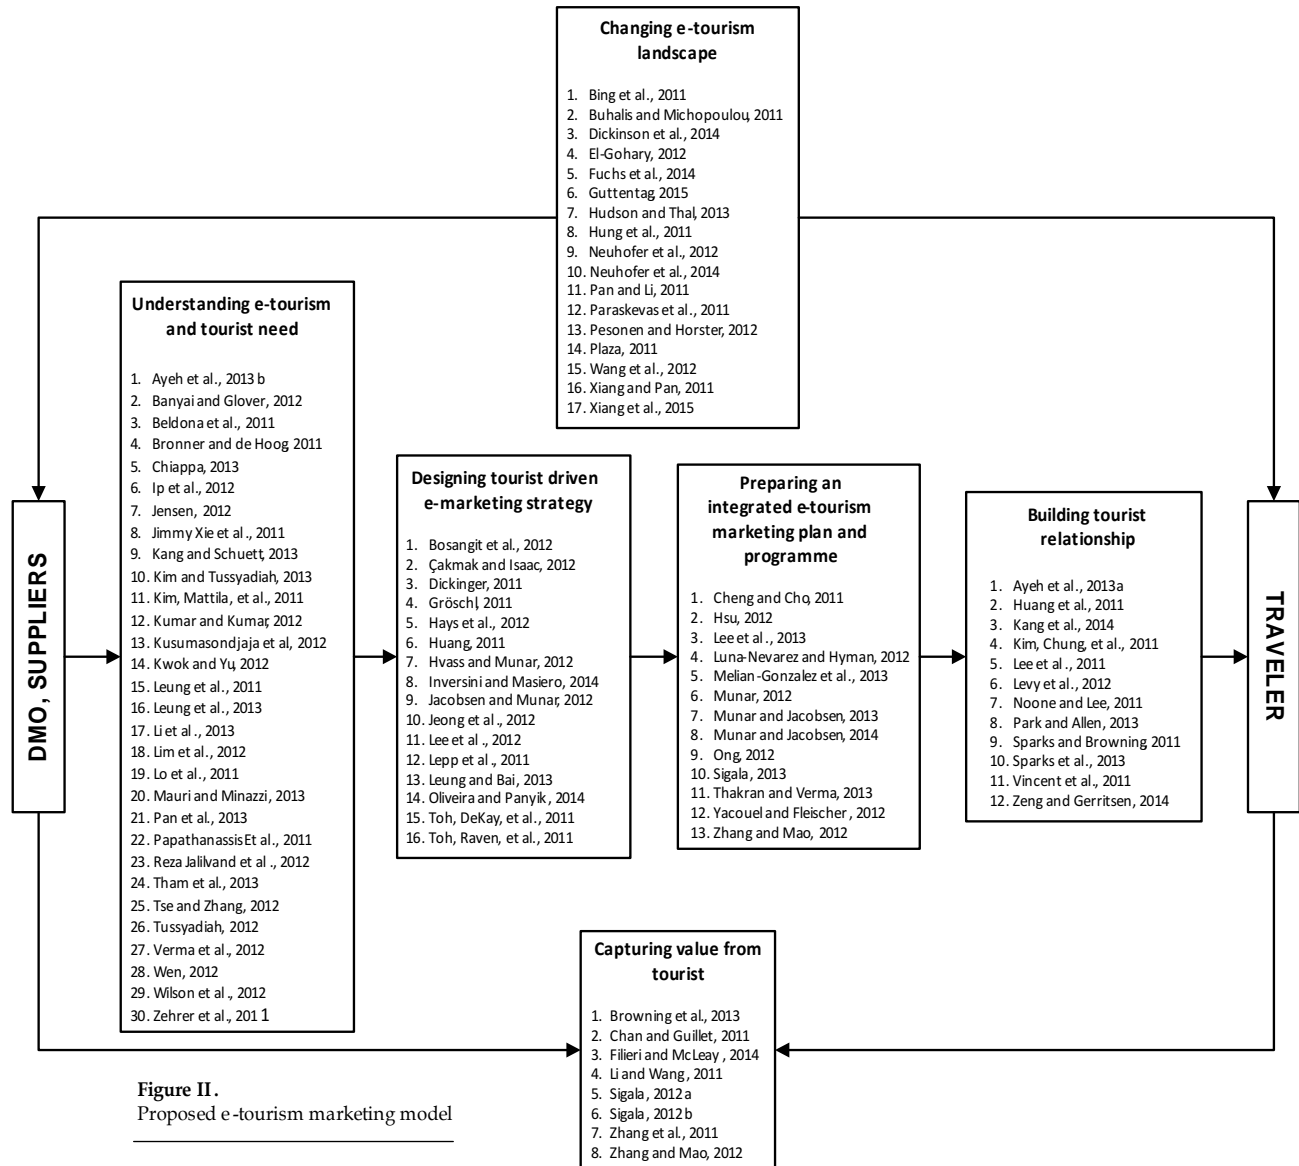 Changing e-tourism
landscape
1. Bing et al., 2011
2. Buhalis and Michopoulou, 2011
3. Dickinson et al., 2014
4. El-Gohary, 2012
5. Fuchs et al., 2014
6. Guttentag, 2015
7. Hudson and Thal, 2013
8. Hung et al., 2011
9. Neuhofer et al., 2012
10. Neuhofer et al., 2014
11. Pan and Li, 2011
12. Paraskevas et al., 2011
13. Pesonen and Horster, 2012
14. Plaza, 2011
15. Wang et al., 2012
16. Xiang and Pan, 2011
17. Xiang et al., 2015
DMO, SUPPLIERS
Understanding e-tourism
and tourist need
1. Ayeh et al., 2013b
2. Banyai and Glover, 2012
3. Beldona et al., 2011
4. Bronner and de Hoog, 2011
5. Chiappa, 2013
6. Ip et al., 2012
7. Jensen, 2012
8. Jimmy Xie et al., 2011
9. Kang and Schuett, 2013
10. Kim and Tussyadiah, 2013
11. Kim, Mattila, et al., 2011
12. Kumar and Kumar, 2012
13. Kusumasondjaja et al, 2012
14. Kwok and Yu, 2012
15. Leung et al., 2011
16. Leung et al., 2013
17. Li et al., 2013
18. Lim et al., 2012
19. Lo et al., 2011
20. Mauri and Minazzi, 2013
21. Pan et al., 2013
22. Papathanassis Et al., 2011
23. Reza Jalilvand et al., 2012
24. Tham et al., 2013
25. Tse and Zhang, 2012
26. Tussyadiah, 2012
27. Verma et al., 2012
28. Wen, 2012
29. Wilson et al., 2012
30. Zehrer et al., 2011
Designing tourist driven
e-marketing strategy
1. Bosangit et al., 2012
2. Çakmak and Isaac, 2012
3. Dickinger, 2011
4. Gröschl, 2011
5. Hays et al., 2012
6. Huang, 2011
7. Hvass and Munar, 2012
8. Inversini and Masiero, 2014
9. Jacobsen and Munar, 2012
10. Jeong et al., 2012
11. Lee et al., 2012
12. Lepp et al., 2011
13. Leung and Bai, 2013
14. Oliveira and Panyik, 2014
15. Toh, DeKay, et al., 2011
16. Toh, Raven, et al., 2011
Preparing an
integrated e-tourism
marketing plan and
programme
1. Cheng and Cho, 2011
2. Hsu, 2012
3. Lee et al., 2013
4. Luna-Nevarez and Hyman, 2012
5. Melian-Gonzalez et al., 2013
6. Munar, 2012
7. Munar and Jacobsen, 2013
8. Munar and Jacobsen, 2014
9. Ong, 2012
10. Sigala, 2013
11. Thakran and Verma, 2013
12. Yacouel and Fleischer, 2012
13. Zhang and Mao, 2012
Building tourist
relationship
1. Ayeh et al., 2013a
2. Huang et al., 2011
3. Kang et al., 2014
4. Kim, Chung, et al., 2011
5. Lee et al., 2011
6. Levy et al., 2012
7. Noone and Lee, 2011
8. Park and Allen, 2013
9. Sparks and Browning, 2011
10. Sparks et al., 2013
11. Vincent et al., 2011
12. Zeng and Gerritsen, 2014
TRAVELER
Capturing value from
tourist
1. Browning et al., 2013
2. Chan and Guillet, 2011
3. Filieri and McLeay, 2014
4. Li and Wang, 2011
5. Sigala, 2012a
6. Sigala, 2012b
7. Zhang et al., 2011
8. Zhang and Mao, 2012
Figure II.
Proposed e-tourism marketing model